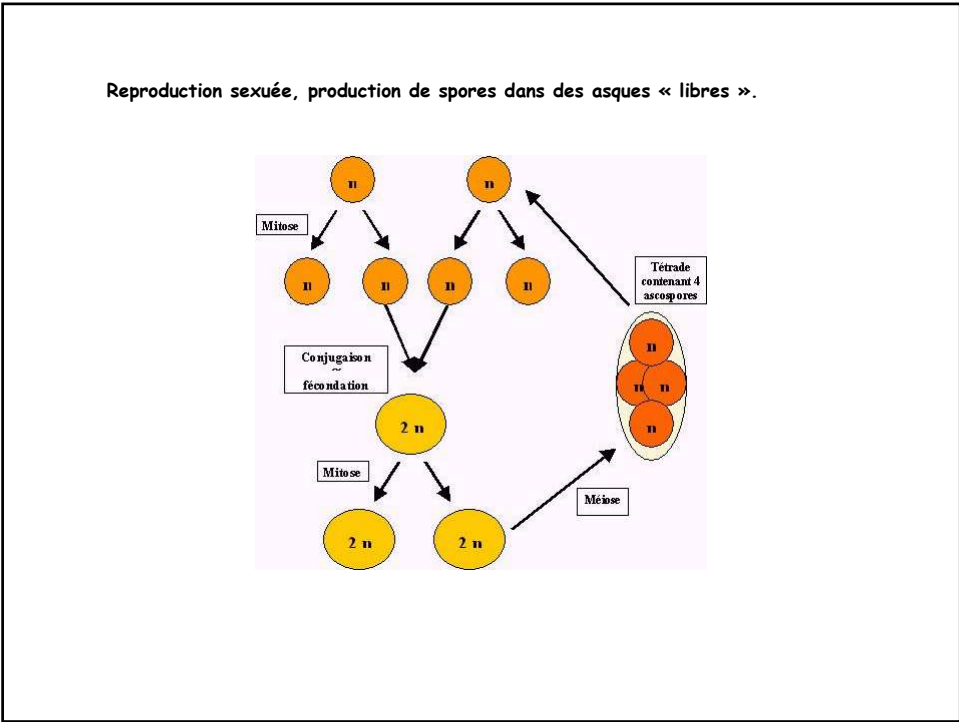 Reproduction sexuée, production de spores dans des asques « libres ».
n
n
Mitose
n
n
n
n
Tétrade
contenant 4
ascospores
n
Conjugaison
~
fécondation
n
n
2 n
n
Mitose
Méiose
2 n
2 n